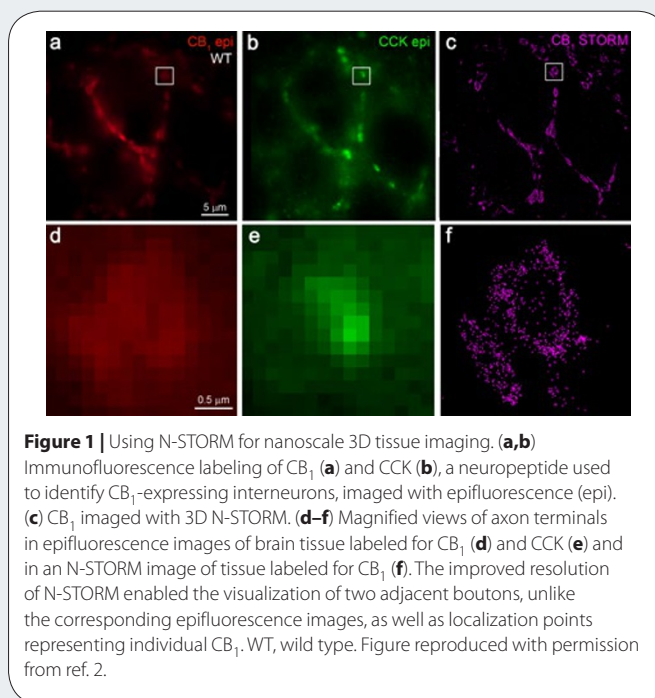 a
CB₁ epi
WT
5 μm
b
CCK epi
c
CB₁ STORM
d
0.5 μm
e
f
Figure 1 | Using N-STORM for nanoscale 3D tissue imaging. (a,b)
Immunofluorescence labeling of CB₁ (a) and CCK (b), a neuropeptide used
to identify CB₁-expressing interneurons, imaged with epifluorescence (epi).
(c) CB₁ imaged with 3D N-STORM. (d–f) Magnified views of axon terminals
in epifluorescence images of brain tissue labeled for CB₁ (d) and CCK (e) and
in an N-STORM image of tissue labeled for CB₁ (f). The improved resolution
of N-STORM enabled the visualization of two adjacent boutons, unlike
the corresponding epifluorescence images, as well as localization points
representing individual CB₁. WT, wild type. Figure reproduced with permission
from ref. 2.